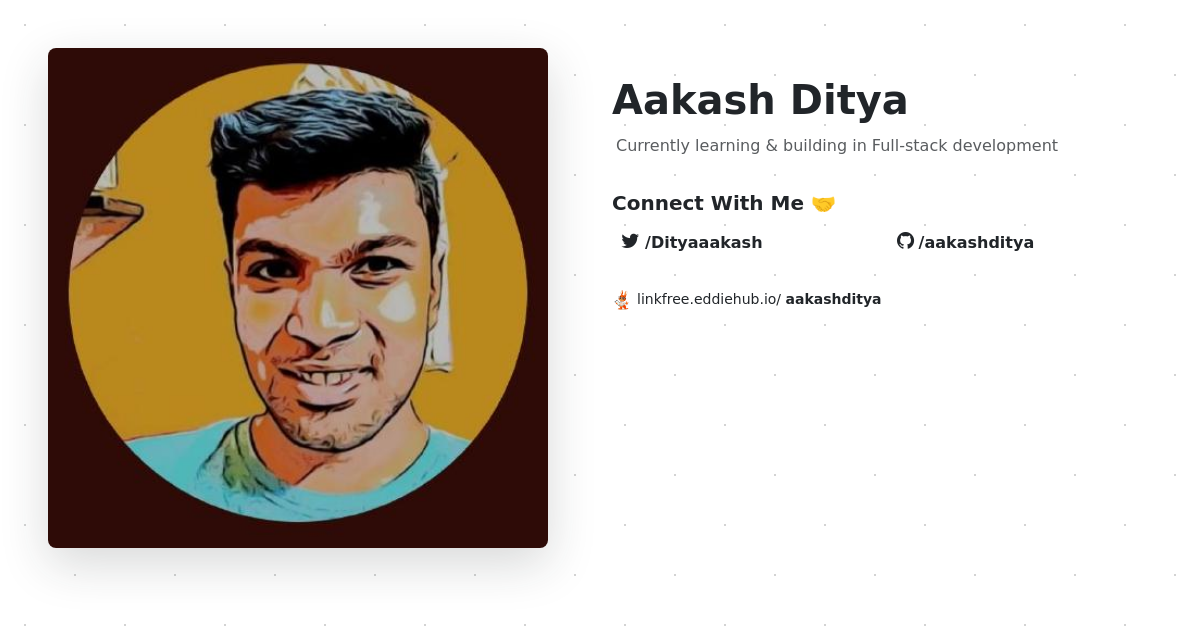 Aakash Ditya
Currently learning & building in Full-stack development
Connect With Me 🤝
/Dityaaakash
/aakashditya
linkfree.eddiehub.io/ aakashditya